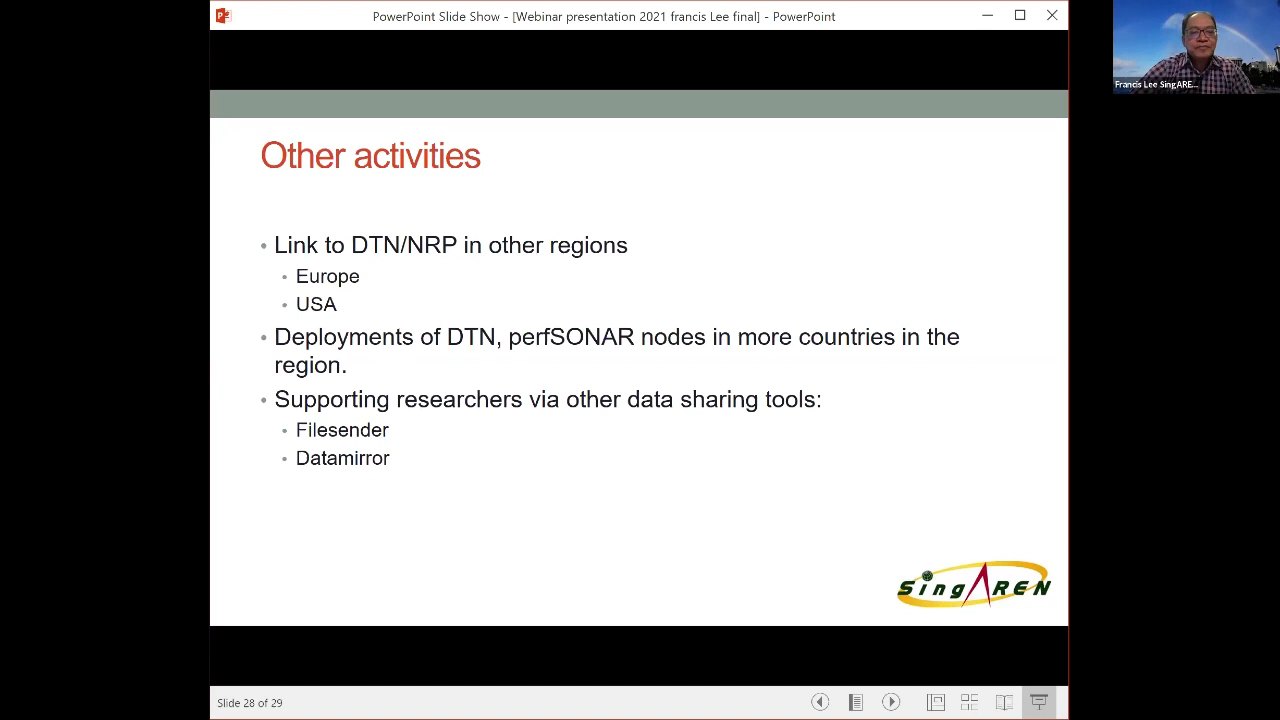 PowerPoint Slide Show - [Webinar presentation 2021 francis Lee final] - PowerPoint
Francis Lee SingARE...
Other activities
• Link to DTN/NRP in other regions
• Europe
• USA
• Deployments of DTN, perfSONAR nodes in more countries in the
region.
• Supporting researchers via other data sharing tools:
• Filesender
• Datamirror
SingAREN
Slide 28 of 29